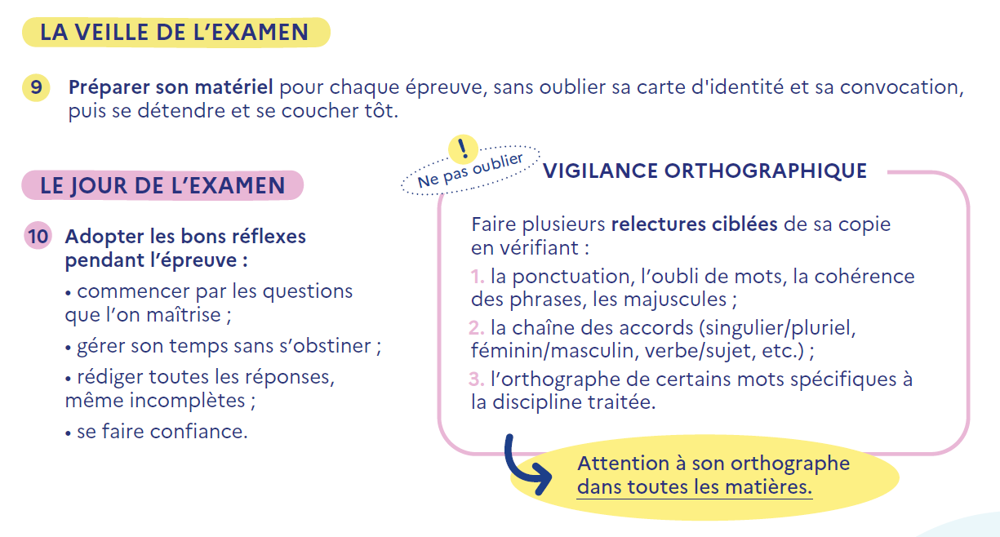 LA VEILLE DE L’EXAMEN
9 Préparer son matériel pour chaque épreuve, sans oublier sa carte d'identité et sa convocation,
puis se détendre et se coucher tôt.
LE JOUR DE L’EXAMEN
10 Adopter les bons réflexes
pendant l’épreuve :
• commencer par les questions
que l’on maîtrise ;
• gérer son temps sans s’obstiner ;
• rédiger toutes les réponses,
même incomplètes ;
• se faire confiance.
!
Ne pas oublier
VIGILANCE ORTHOGRAPHIQUE
Faire plusieurs relectures ciblées de sa copie
en vérifiant :
1. la ponctuation, l’oubli de mots, la cohérence
des phrases, les majuscules ;
2. la chaîne des accords (singulier/pluriel,
féminin/masculin, verbe/sujet, etc.) ;
3. l’orthographe de certains mots spécifiques à
la discipline traitée.
Attention à son orthographe
dans toutes les matières.